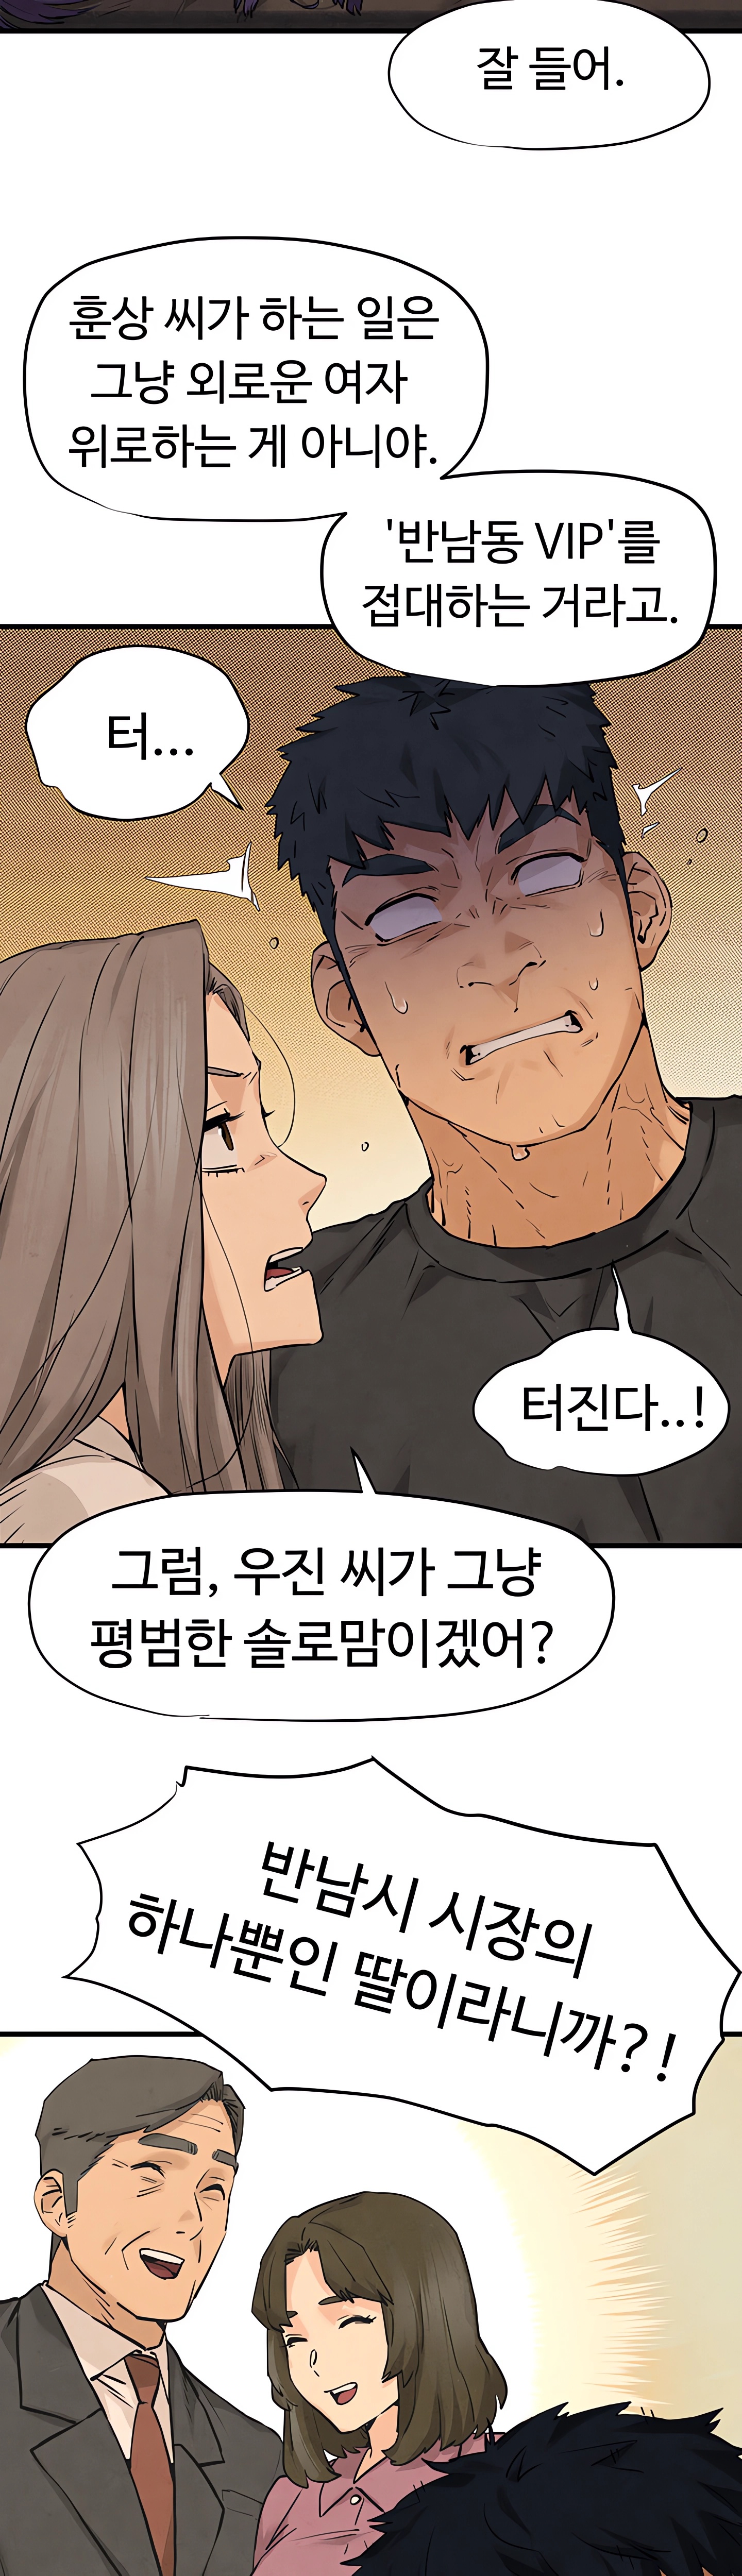 잘 들어.
훈상 씨가 하는 일은
그냥 외로운 여자
위로하는 게 아니야.
'반남동 VIP'를
접대하는 거라고.
터...
터진다..!
그럼, 우진 씨가 그냥
평범한 솔로맘이겠어?
반남시 시장의
하나뿐인 딸이라니까?!